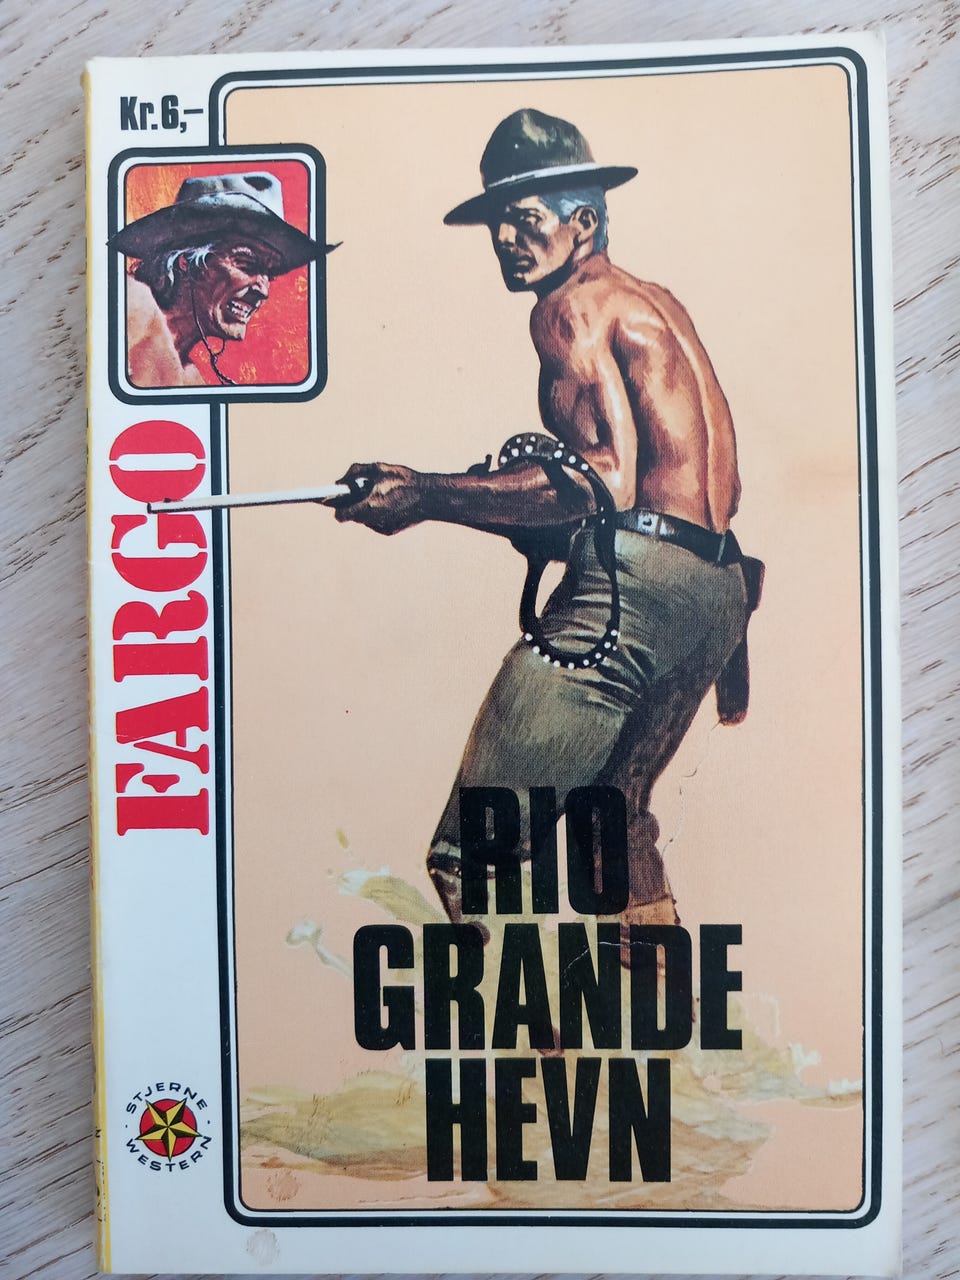 Kr.6,–
FARGO
RIO
GRANDE
HEVN
STJERNE
WESTERN